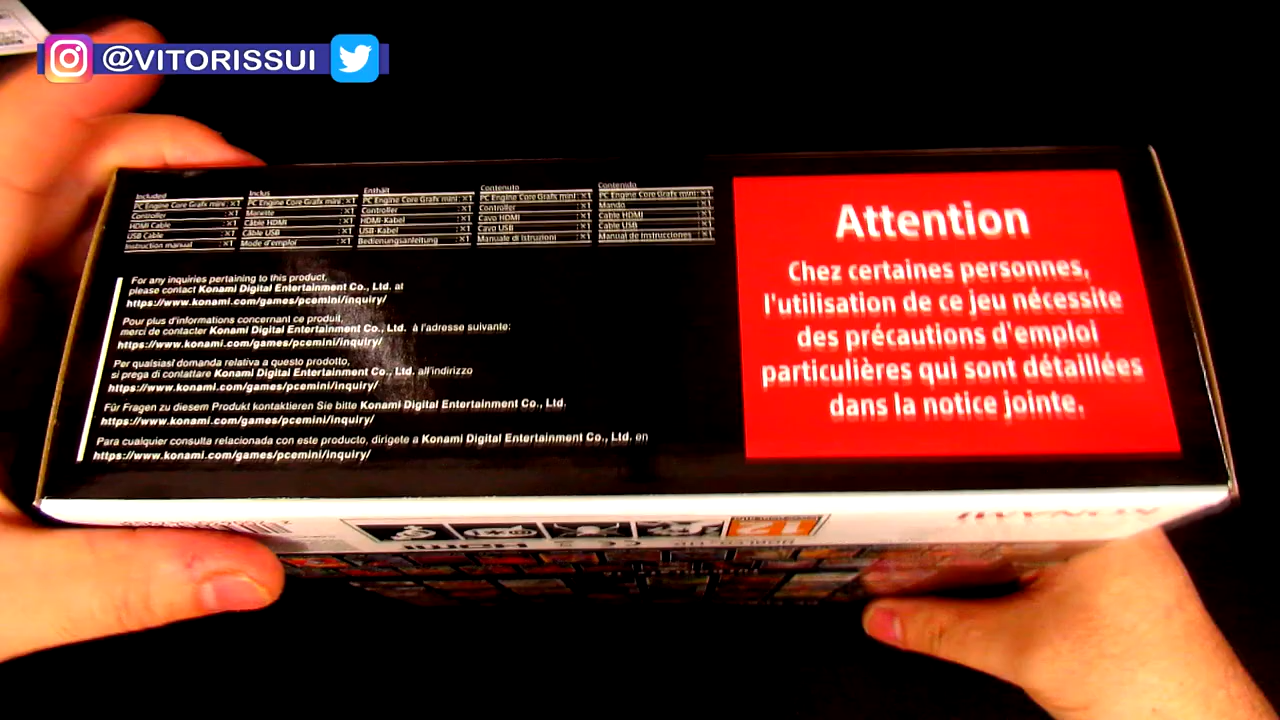 @VITORISSUI
Included
PC Engine Core Grafx mini : ×1
Controller : ×1
HDMI Cable : ×1
USB Cable : ×1
Instruction manual : ×1
Inclus
PC Engine Core Grafx mini : ×1
Manette : ×1
Câble HDMI : ×1
Câble USB : ×1
Mode d'emploi : ×1
Enthält
PC Engine Core Grafx mini : ×1
Controller : ×1
HDMI-Kabel : ×1
USB-Kabel : ×1
Bedienungsanleitung : ×1
Contenuto
PC Engine Core Grafx mini : ×1
Controller : ×1
Cavo HDMI : ×1
Cavo USB : ×1
Manuale di istruzioni : ×1
Contenido
PC Engine Core Grafx mini : ×1
Mando : ×1
Cable HDMI : ×1
Cable USB : ×1
Manual de instrucciones : ×1
For any inquiries pertaining to this product,
please contact Konami Digital Entertainment Co., Ltd. at
https://www.konami.com/games/pcemini/inquiry/
Pour plus d'informations concernant ce produit,
merci de contacter Konami Digital Entertainment Co., Ltd. à l'adresse suivante:
https://www.konami.com/games/pcemini/inquiry/
Per qualsiasi domanda relativa a questo prodotto,
si prega di contattare Konami Digital Entertainment Co., Ltd. all'indirizzo
https://www.konami.com/games/pcemini/inquiry/
Für Fragen zu diesem Produkt kontaktieren Sie bitte Konami Digital Entertainment Co., Ltd.
https://www.konami.com/games/pcemini/inquiry/
Para cualquier consulta relacionada con este producto, dirígete a Konami Digital Entertainment Co., Ltd. en
https://www.konami.com/games/pcemini/inquiry/
Attention
Chez certaines personnes,
l'utilisation de ce jeu nécessite
des précautions d'emploi
particulières qui sont détaillées
dans la notice jointe.
KONAMI
12
HDMI
CE